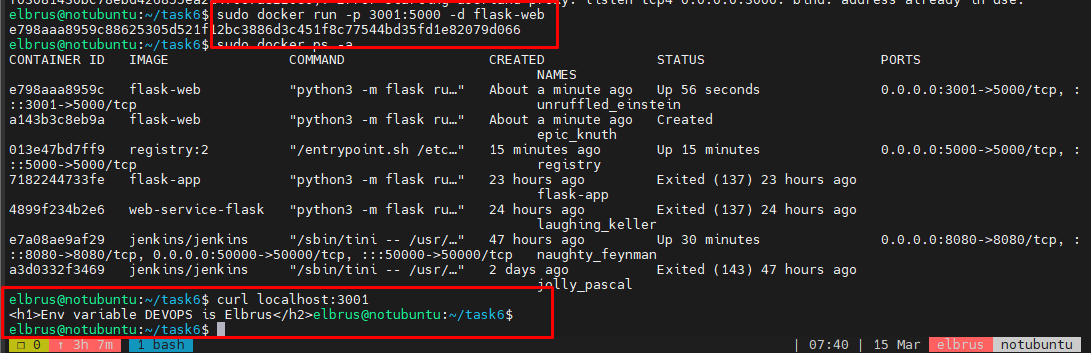 elbrus@notubuntu:~/task6$ sudo docker run -p 3001:5000 -d flask-web
e798aaa8959c88625305d521f12bc3886d3c451f8c77544bd35fd1e82079d066
elbrus@notubuntu:~/task6$ sudo docker ps -a
CONTAINER ID   IMAGE               COMMAND                  CREATED              STATUS                      PORTS
NAMES
e798aaa8959c   flask-web           "python3 -m flask ru…"   About a minute ago   Up 56 seconds               0.0.0.0:3001->5000/tcp, :
::3001->5000/tcp   unruffled_einstein
a143b3c8eb9a   flask-web           "python3 -m flask ru…"   About a minute ago   Created
epic_knuth
013e47bd7ff9   registry:2          "/entrypoint.sh /etc…"   15 minutes ago       Up 15 minutes               0.0.0.0:5000->5000/tcp, :
::5000->5000/tcp   registry
7182244733fe   flask-app           "python3 -m flask ru…"   23 hours ago         Exited (137) 23 hours ago
flask-app
4899f234b2e6   web-service-flask   "python3 -m flask ru…"   24 hours ago         Exited (137) 24 hours ago
laughing_keller
e7a08ae9af29   jenkins/jenkins     "/sbin/tini -- /usr/…"   47 hours ago         Up 30 minutes               0.0.0.0:8080->8080/tcp, :
::8080->8080/tcp, 0.0.0.0:50000->50000/tcp, :::50000->50000/tcp   naughty_feynman
a3d0332f3469   jenkins/jenkins     "/sbin/tini -- /usr/…"   2 days ago           Exited (143) 47 hours ago
jolly_pascal
elbrus@notubuntu:~/task6$ curl localhost:3001
<h1>Env variable DEVOPS is Elbrus</h2>elbrus@notubuntu:~/task6$
elbrus@notubuntu:~/task6$
0 ↑ 3h 7m 1 bash | 07:40 | 15 Mar elbrus notubuntu